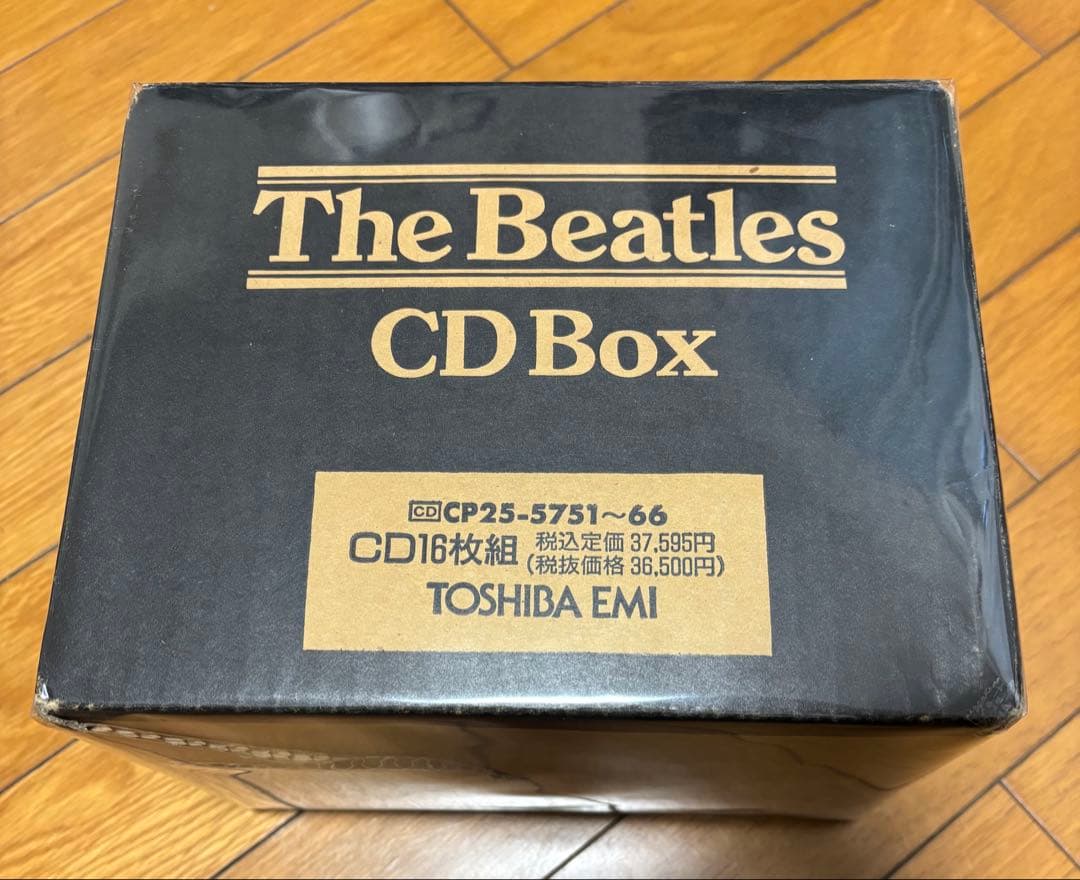 The Beatles
CD Box
CD CP25-5751～66
CD16枚組 税込定価 37,595円
(税抜価格 36,500円)
TOSHIBA EMI